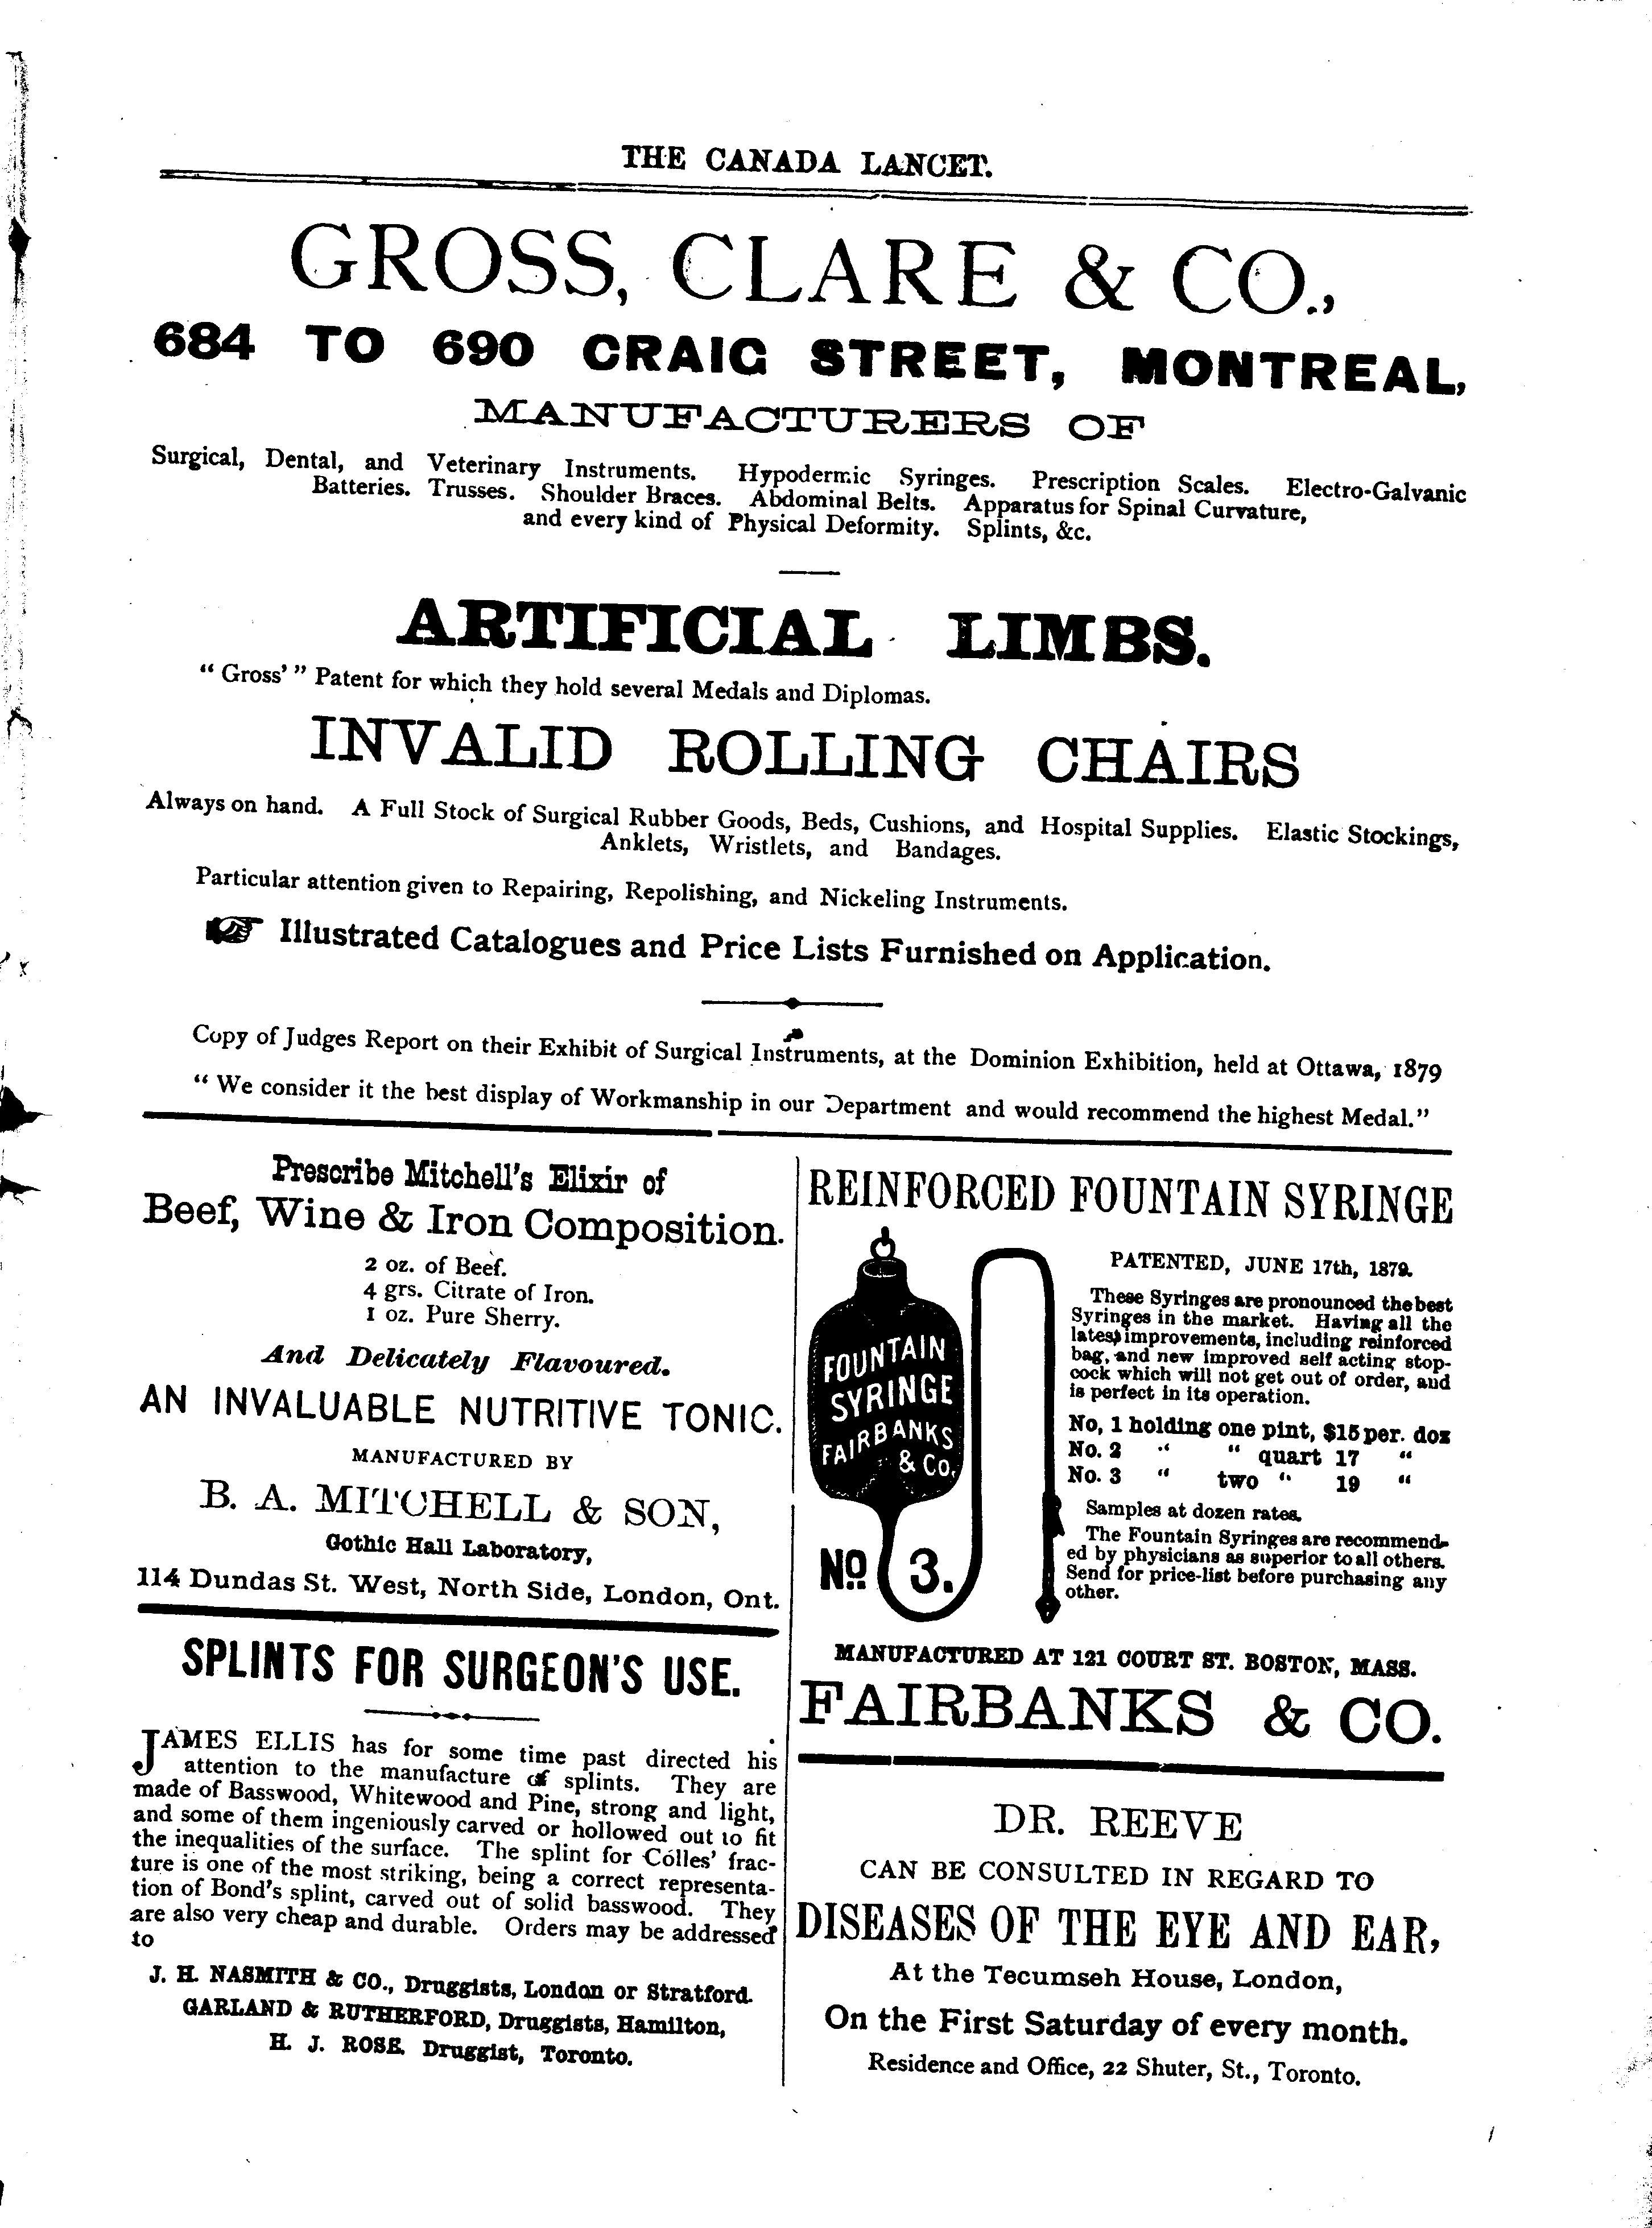 THE CANADA LANCET.
GROSS, CLARE & CO.,
684 TO 690 CRAIG STREET, MONTREAL,
MANUFACTURERS OF
Surgical, Dental, and Veterinary Instruments. Hypodermic Syringes. Prescription Scales. Electro-Galvanic
Batteries. Trusses. Shoulder Braces. Abdominal Belts. Apparatus for Spinal Curvature,
and every kind of Physical Deformity. Splints, &c.
ARTIFICIAL LIMBS.
“ Gross’ ” Patent for which they hold several Medals and Diplomas.
INVALID ROLLING CHAIRS
Always on hand. A Full Stock of Surgical Rubber Goods, Beds, Cushions, and Hospital Supplies. Elastic Stockings,
Anklets, Wristlets, and Bandages.
Particular attention given to Repairing, Repolishing, and Nickeling Instruments.
☞ Illustrated Catalogues and Price Lists Furnished on Application.
Copy of Judges Report on their Exhibit of Surgical Instruments, at the Dominion Exhibition, held at Ottawa, 1879
“ We consider it the best display of Workmanship in our Department and would recommend the highest Medal.”
Prescribe Mitchell's Elixir of
Beef, Wine & Iron Composition.
2 oz. of Beef.
4 grs. Citrate of Iron.
1 oz. Pure Sherry.
And Delicately Flavoured.
AN INVALUABLE NUTRITIVE TONIC.
MANUFACTURED BY
B. A. MITCHELL & SON,
Gothic Hall Laboratory,
114 Dundas St. West, North Side, London, Ont.
SPLINTS FOR SURGEON'S USE.
JAMES ELLIS has for some time past directed his
attention to the manufacture of splints. They are
made of Basswood, Whitewood and Pine, strong and light,
and some of them ingeniously carved or hollowed out to fit
the inequalities of the surface. The splint for Colles' frac-
ture is one of the most striking, being a correct representa-
tion of Bond's splint, carved out of solid basswood. They
are also very cheap and durable. Orders may be addressed
to
J. H. NASMITH & CO., Druggists, London or Stratford.
GARLAND & RUTHERFORD, Druggists, Hamilton,
H. J. ROSE. Druggist, Toronto.
REINFORCED FOUNTAIN SYRINGE
FOUNTAIN
SYRINGE
FAIRBANKS
& Co.
No. 3.
PATENTED, JUNE 17th, 1879.
These Syringes are pronounced the best
Syringes in the market. Having all the
latest improvements, including reinforced
bag, and new improved self acting stop-
cock which will not get out of order, and
is perfect in its operation.
No, 1 holding one pint, $15 per. doz
No. 2 “ “ quart 17 “
No. 3 “ two “ 19 “
Samples at dozen rates.
The Fountain Syringes are recommend-
ed by physicians as superior to all others.
Send for price-list before purchasing any
other.
MANUFACTURED AT 121 COURT ST. BOSTON, MASS.
FAIRBANKS & CO.
DR. REEVE
CAN BE CONSULTED IN REGARD TO
DISEASES OF THE EYE AND EAR,
At the Tecumseh House, London,
On the First Saturday of every month.
Residence and Office, 22 Shuter, St., Toronto.